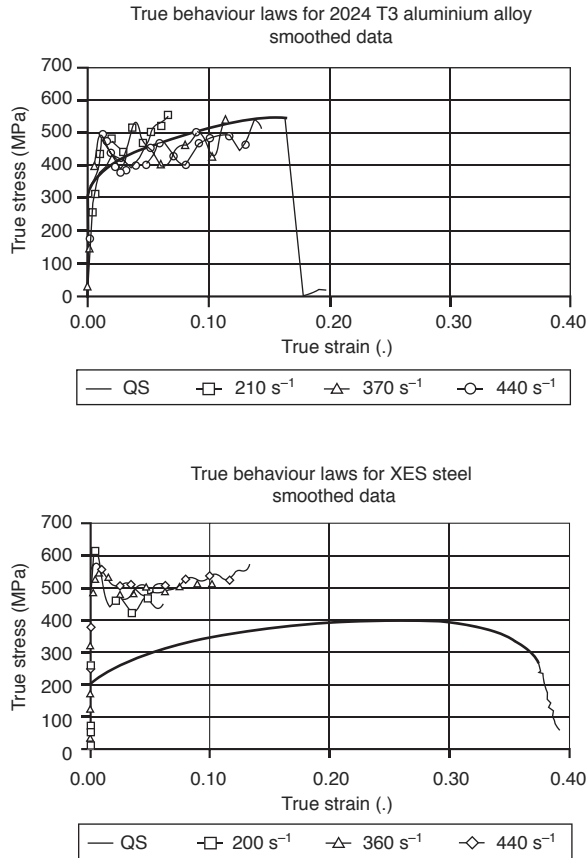 True behaviour laws for 2024 T3 aluminium alloy
smoothed data
True stress (MPa)
700
600
500
400
300
200
100
0
0.00
0.10
0.20
0.30
0.40
True strain (.)
QS
210 s⁻¹
370 s⁻¹
440 s⁻¹
True behaviour laws for XES steel
smoothed data
True stress (MPa)
700
600
500
400
300
200
100
0
0.00
0.10
0.20
0.30
0.40
True strain (.)
QS
200 s⁻¹
360 s⁻¹
440 s⁻¹